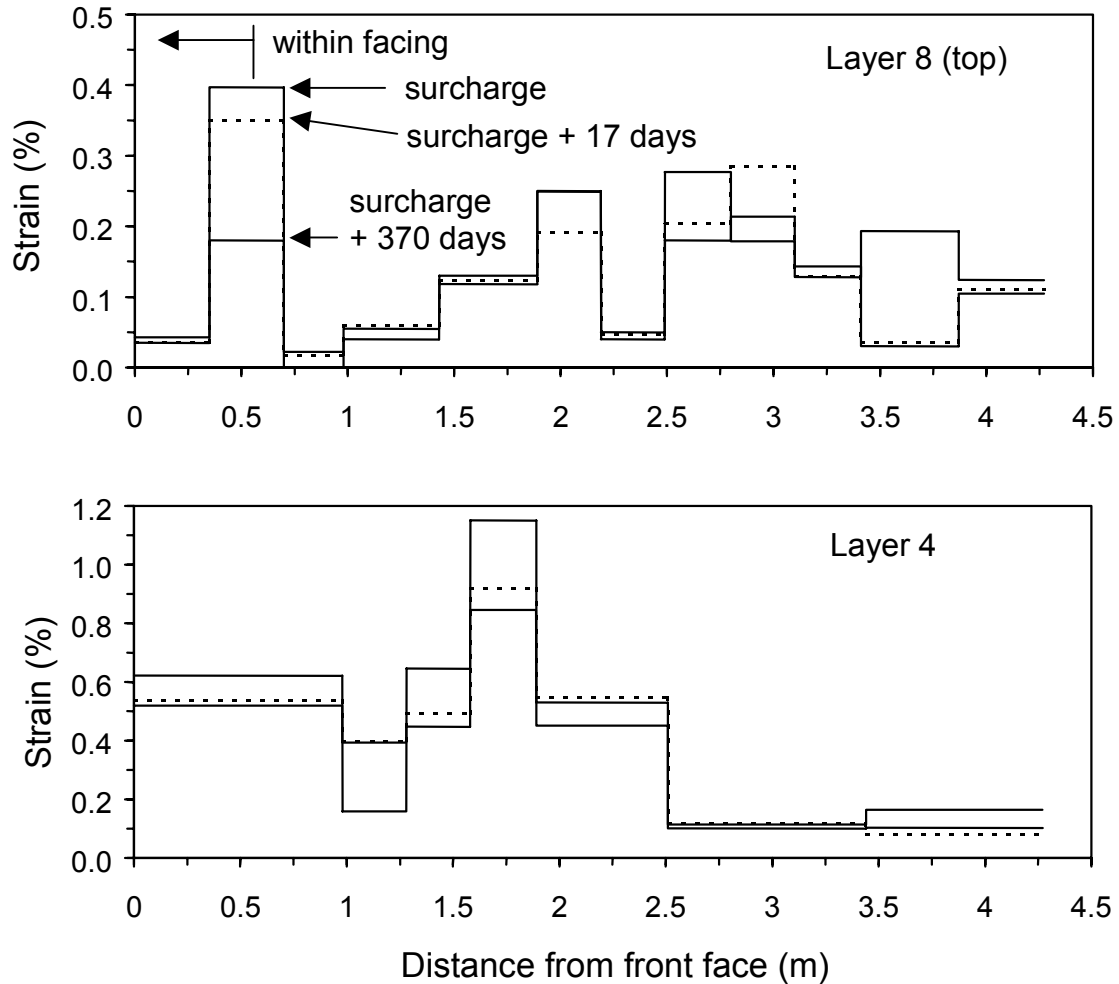 0.5
within facing
Layer 8 (top)
0.4
surcharge
surcharge + 17 days
0.3
surcharge
+ 370 days
0.2
0.1
0.0
Strain (%)
0 0.5 1 1.5 2 2.5 3 3.5 4 4.5
1.2
Layer 4
1.0
0.8
0.6
0.4
0.2
0.0
Strain (%)
0 0.5 1 1.5 2 2.5 3 3.5 4 4.5
Distance from front face (m)